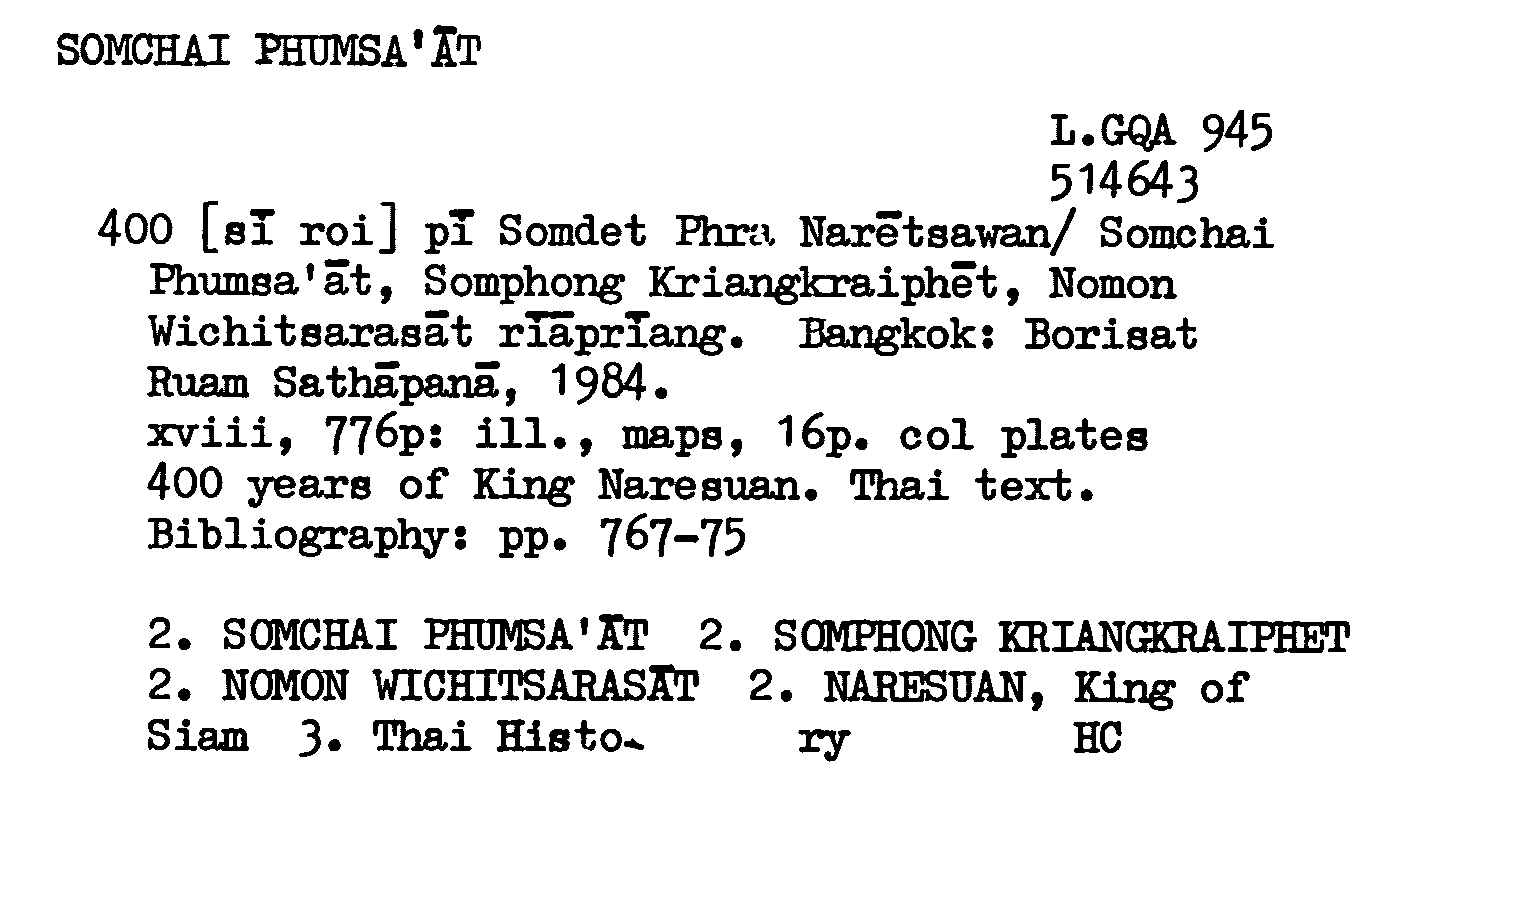 SOMCHAI PHUMSA'ĀT
L.GQA 945
514643
400 [sī roi] pī Somdet Phra Narētsawan/ Somchai
Phumsa'āt, Somphong Kriangkraiphēt, Nomon
Wichitsarasāt rīāprīang. Bangkok: Borisat
Ruam Sathāpanā, 1984.
xviii, 776p: ill., maps, 16p. col plates
400 years of King Naresuan. Thai text.
Bibliography: pp. 767-75
2. SOMCHAI PHUMSA'ĀT 2. SOMPHONG KRIANGKRAIPHET
2. NOMON WICHITSARASĀT 2. NARESUAN, King of
Siam 3. Thai Histo- ry HC